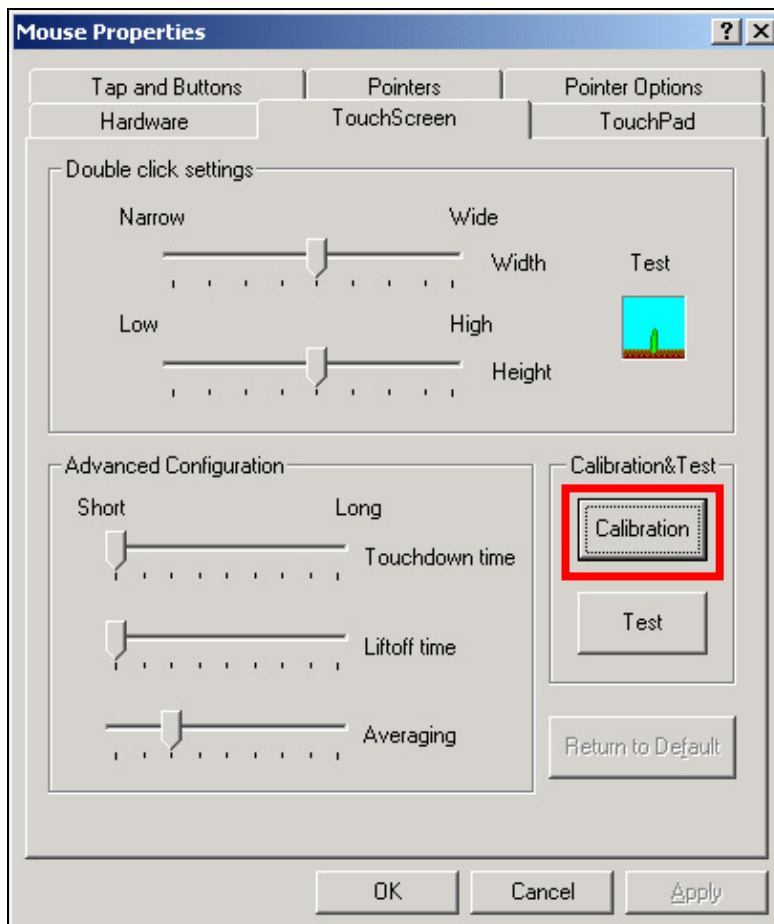 Mouse Properties
Tap and Buttons Pointers Pointer Options
Hardware TouchScreen TouchPad
Double click settings
Narrow Wide
Width Test
Low High
Height
Advanced Configuration
Short Long
Touchdown time
Liftoff time
Averaging
Calibration&Test
Calibration
Test
Return to Default
OK Cancel Apply